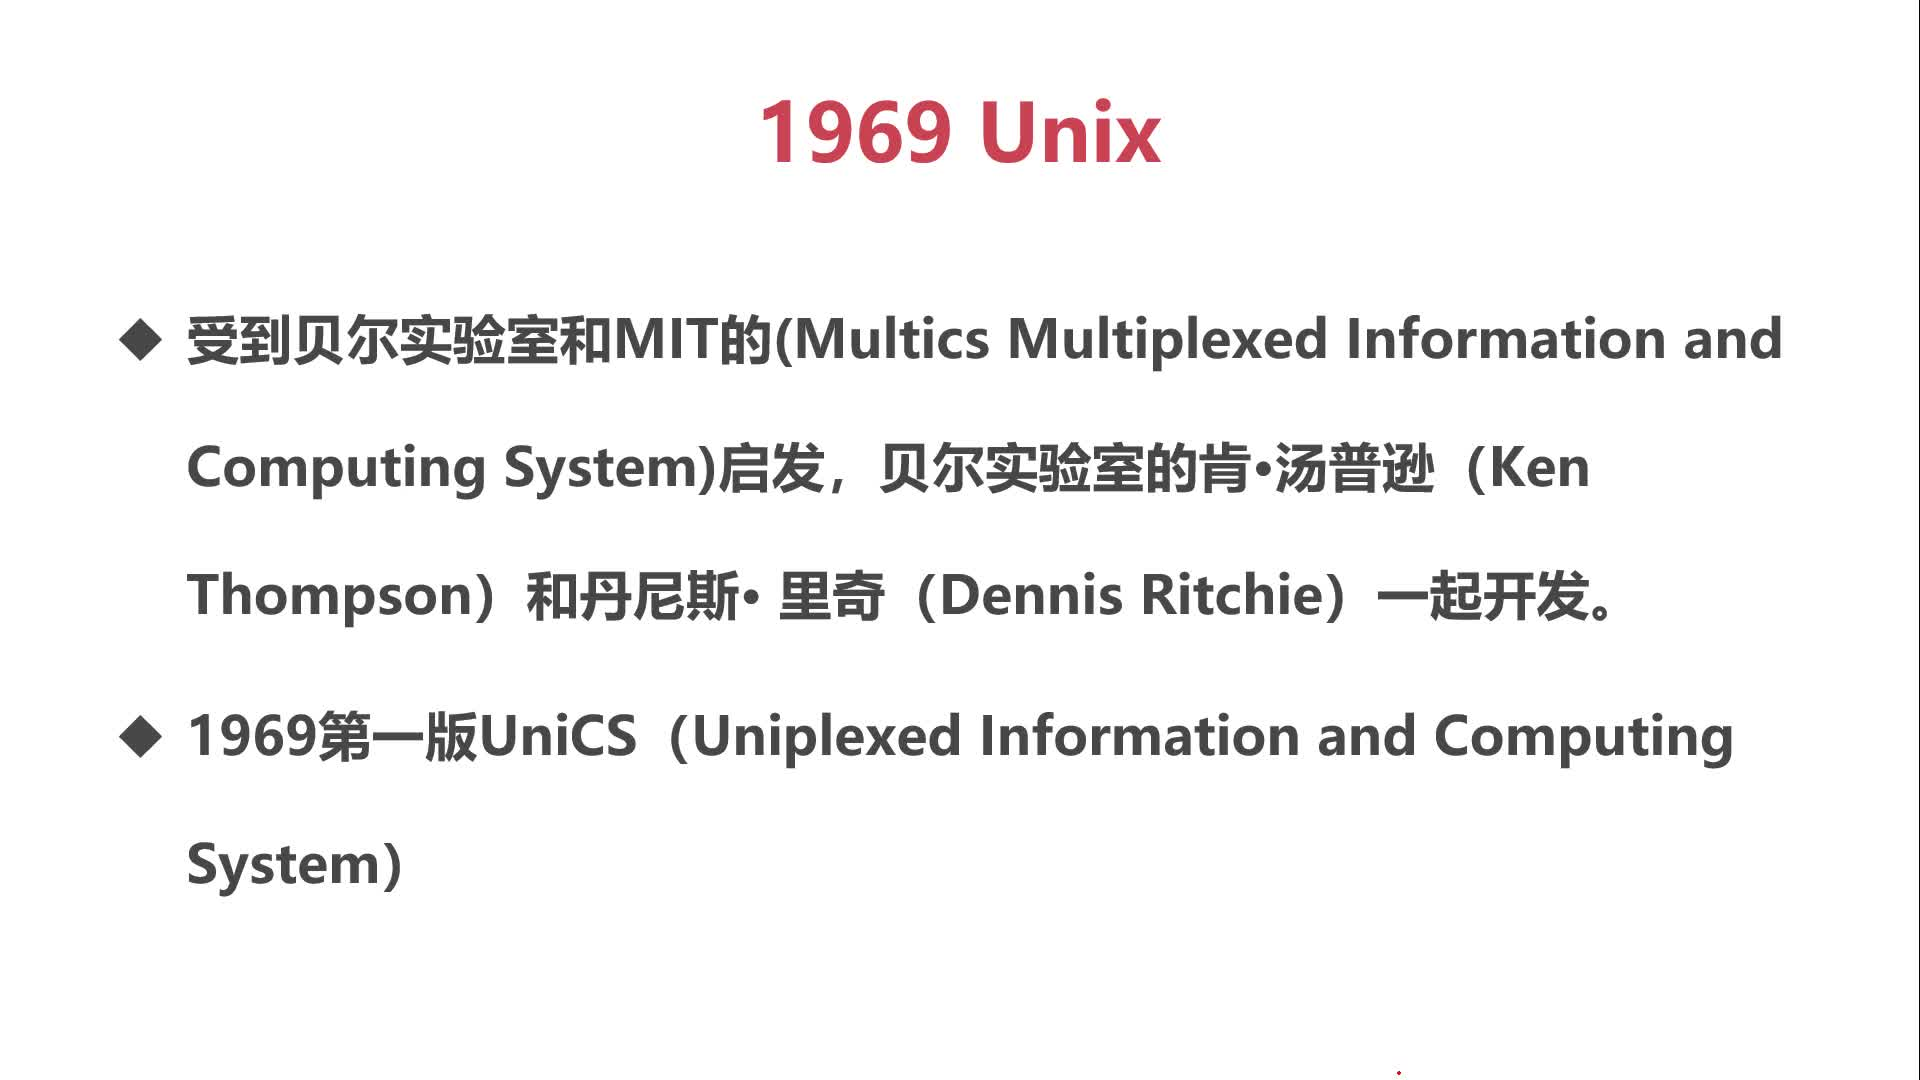 1969 Unix
◆ 受到贝尔实验室和MIT的(Multics Multiplexed Information and
Computing System)启发，贝尔实验室的肯•汤普逊（Ken
Thompson）和丹尼斯• 里奇（Dennis Ritchie）一起开发。
◆ 1969第一版UniCS（Uniplexed Information and Computing
System）